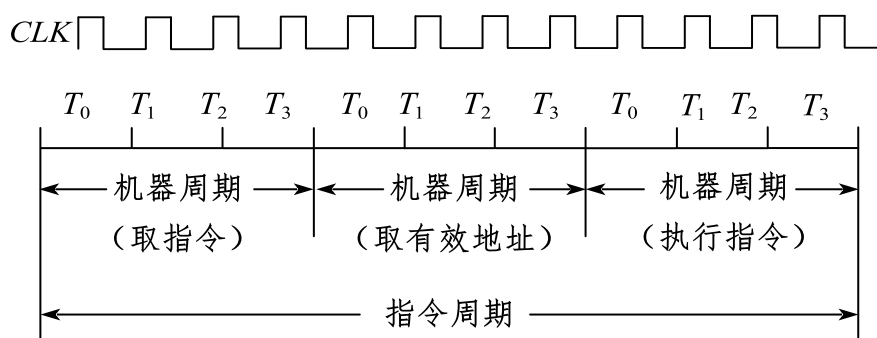 CLK
T0 T1 T2 T3 T0 T1 T2 T3 T0 T1 T2 T3
机器周期 机器周期 机器周期
（取指令） （取有效地址） （执行指令）
指令周期